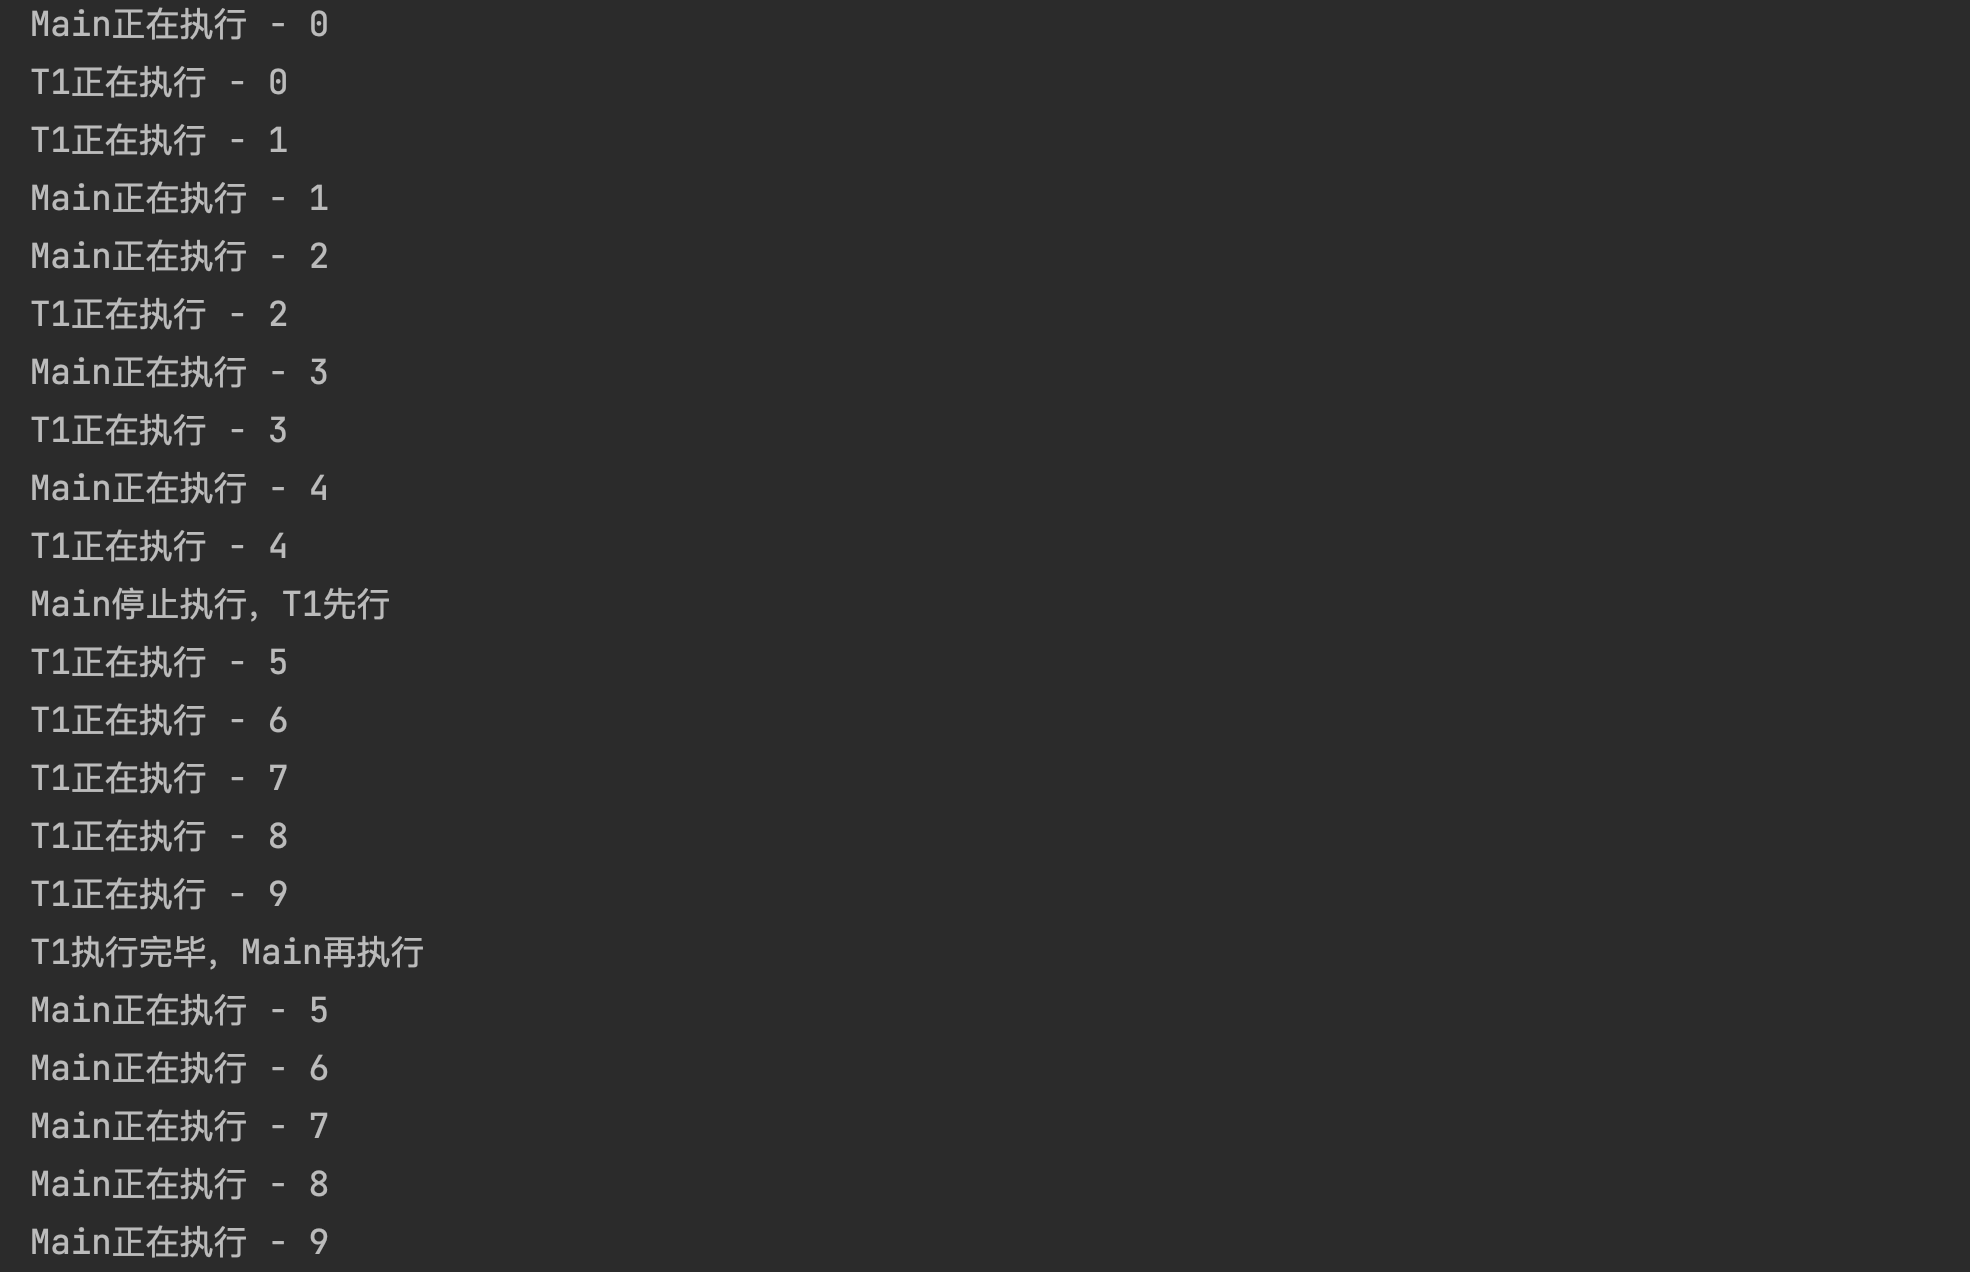 Main正在执行 - 0
T1正在执行 - 0
T1正在执行 - 1
Main正在执行 - 1
Main正在执行 - 2
T1正在执行 - 2
Main正在执行 - 3
T1正在执行 - 3
Main正在执行 - 4
T1正在执行 - 4
Main停止执行，T1先行
T1正在执行 - 5
T1正在执行 - 6
T1正在执行 - 7
T1正在执行 - 8
T1正在执行 - 9
T1执行完毕，Main再执行
Main正在执行 - 5
Main正在执行 - 6
Main正在执行 - 7
Main正在执行 - 8
Main正在执行 - 9